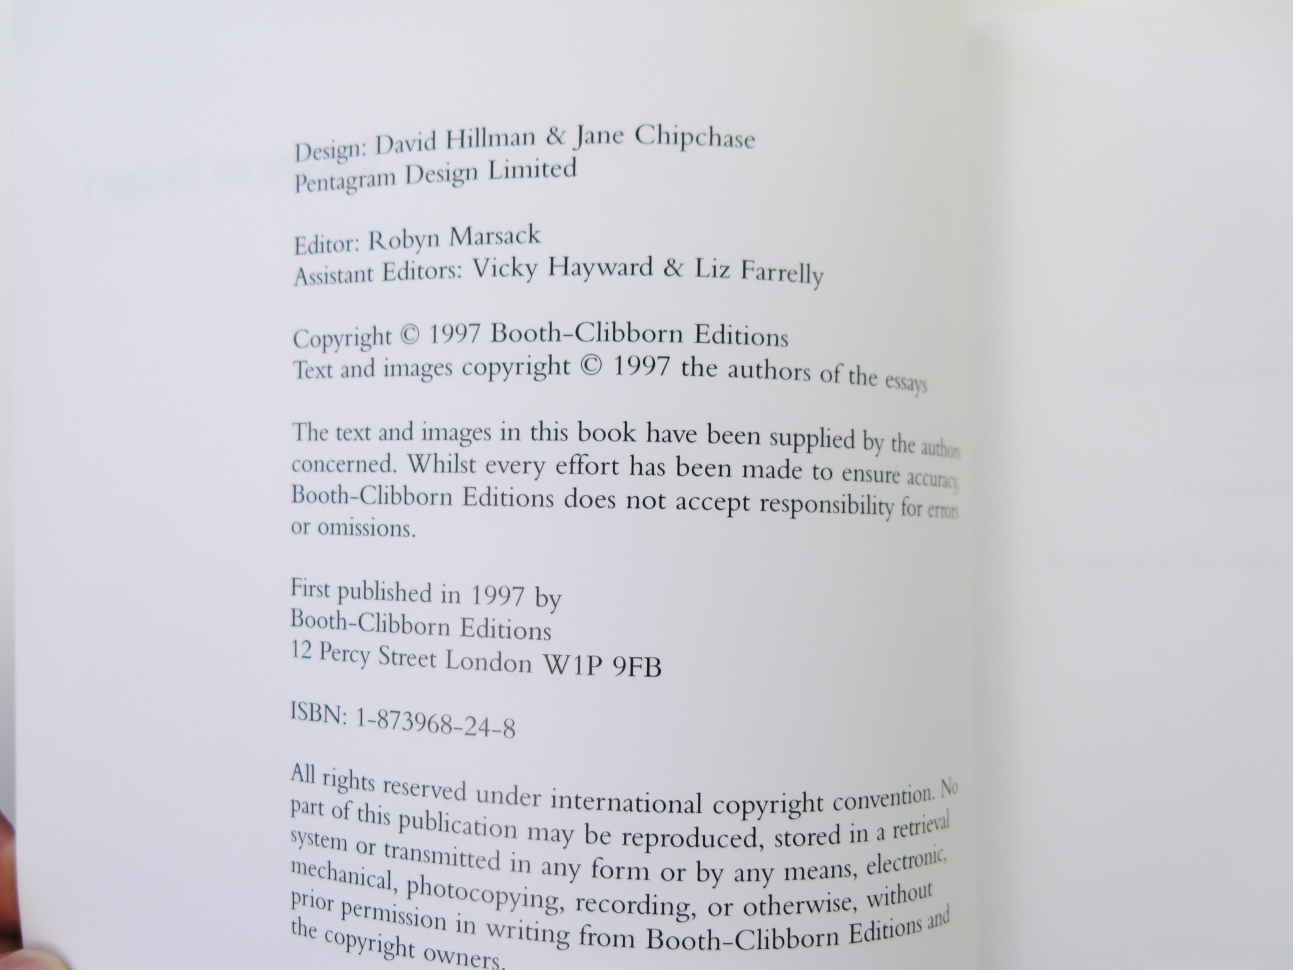 Design: David Hillman & Jane Chipchase
Pentagram Design Limited
Editor: Robyn Marsack
Assistant Editors: Vicky Hayward & Liz Farrelly
Copyright © 1997 Booth-Clibborn Editions
Text and images copyright © 1997 the authors of the essays
The text and images in this book have been supplied by the authors
concerned. Whilst every effort has been made to ensure accuracy,
Booth-Clibborn Editions does not accept responsibility for errors
or omissions.
First published in 1997 by
Booth-Clibborn Editions
12 Percy Street London W1P 9FB
ISBN: 1-873968-24-8
All rights reserved under international copyright convention. No
part of this publication may be reproduced, stored in a retrieval
system or transmitted in any form or by any means, electronic,
mechanical, photocopying, recording, or otherwise, without
prior permission in writing from Booth-Clibborn Editions and
the copyright owners.